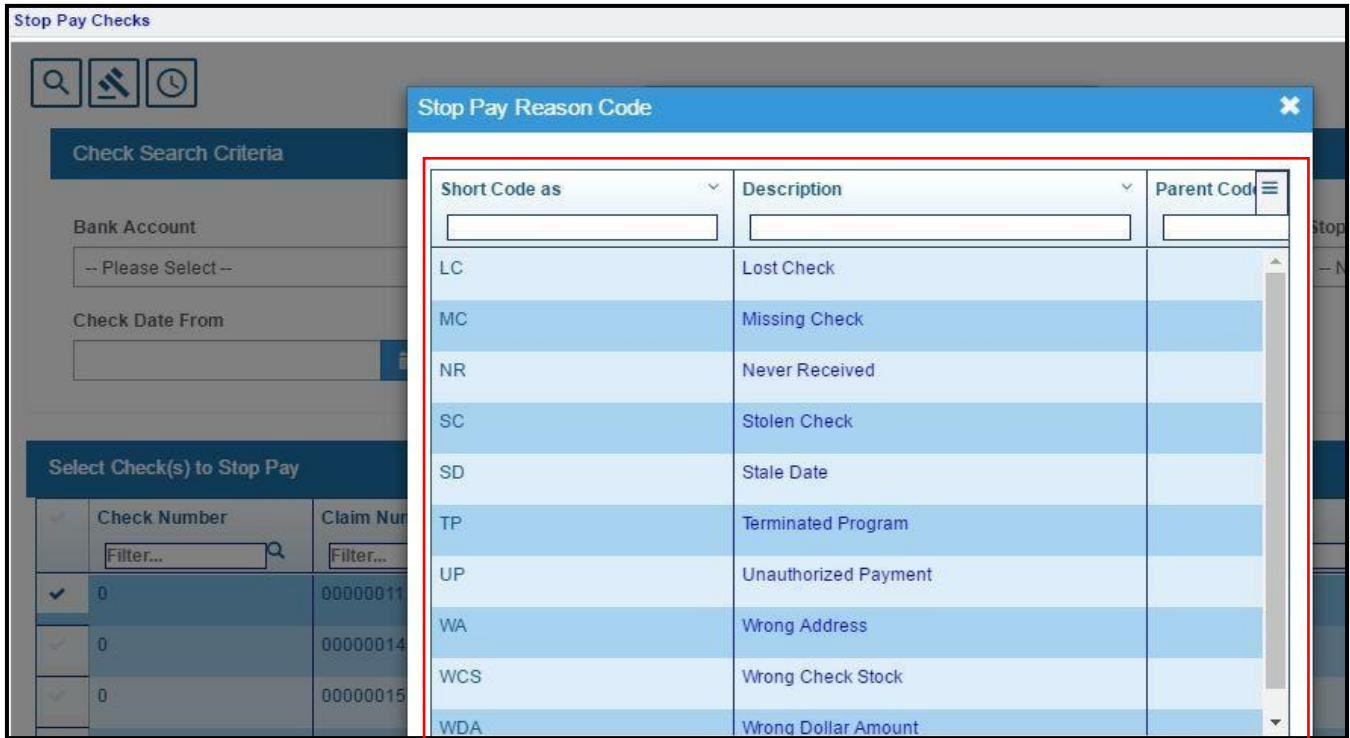 Stop Pay Checks
Stop Pay Reason Code
Check Search Criteria
Short Code as Description Parent Code
Bank Account
-- Please Select --
Check Date From
LC Lost Check
MC Missing Check
NR Never Received
SC Stolen Check
SD Stale Date
TP Terminated Program
UP Unauthorized Payment
WA Wrong Address
WCS Wrong Check Stock
WDA Wrong Dollar Amount
Stop
-- N
Select Check(s) to Stop Pay
Check Number Claim Num
Filter... Filter...
0 00000011
0 00000014
0 00000015